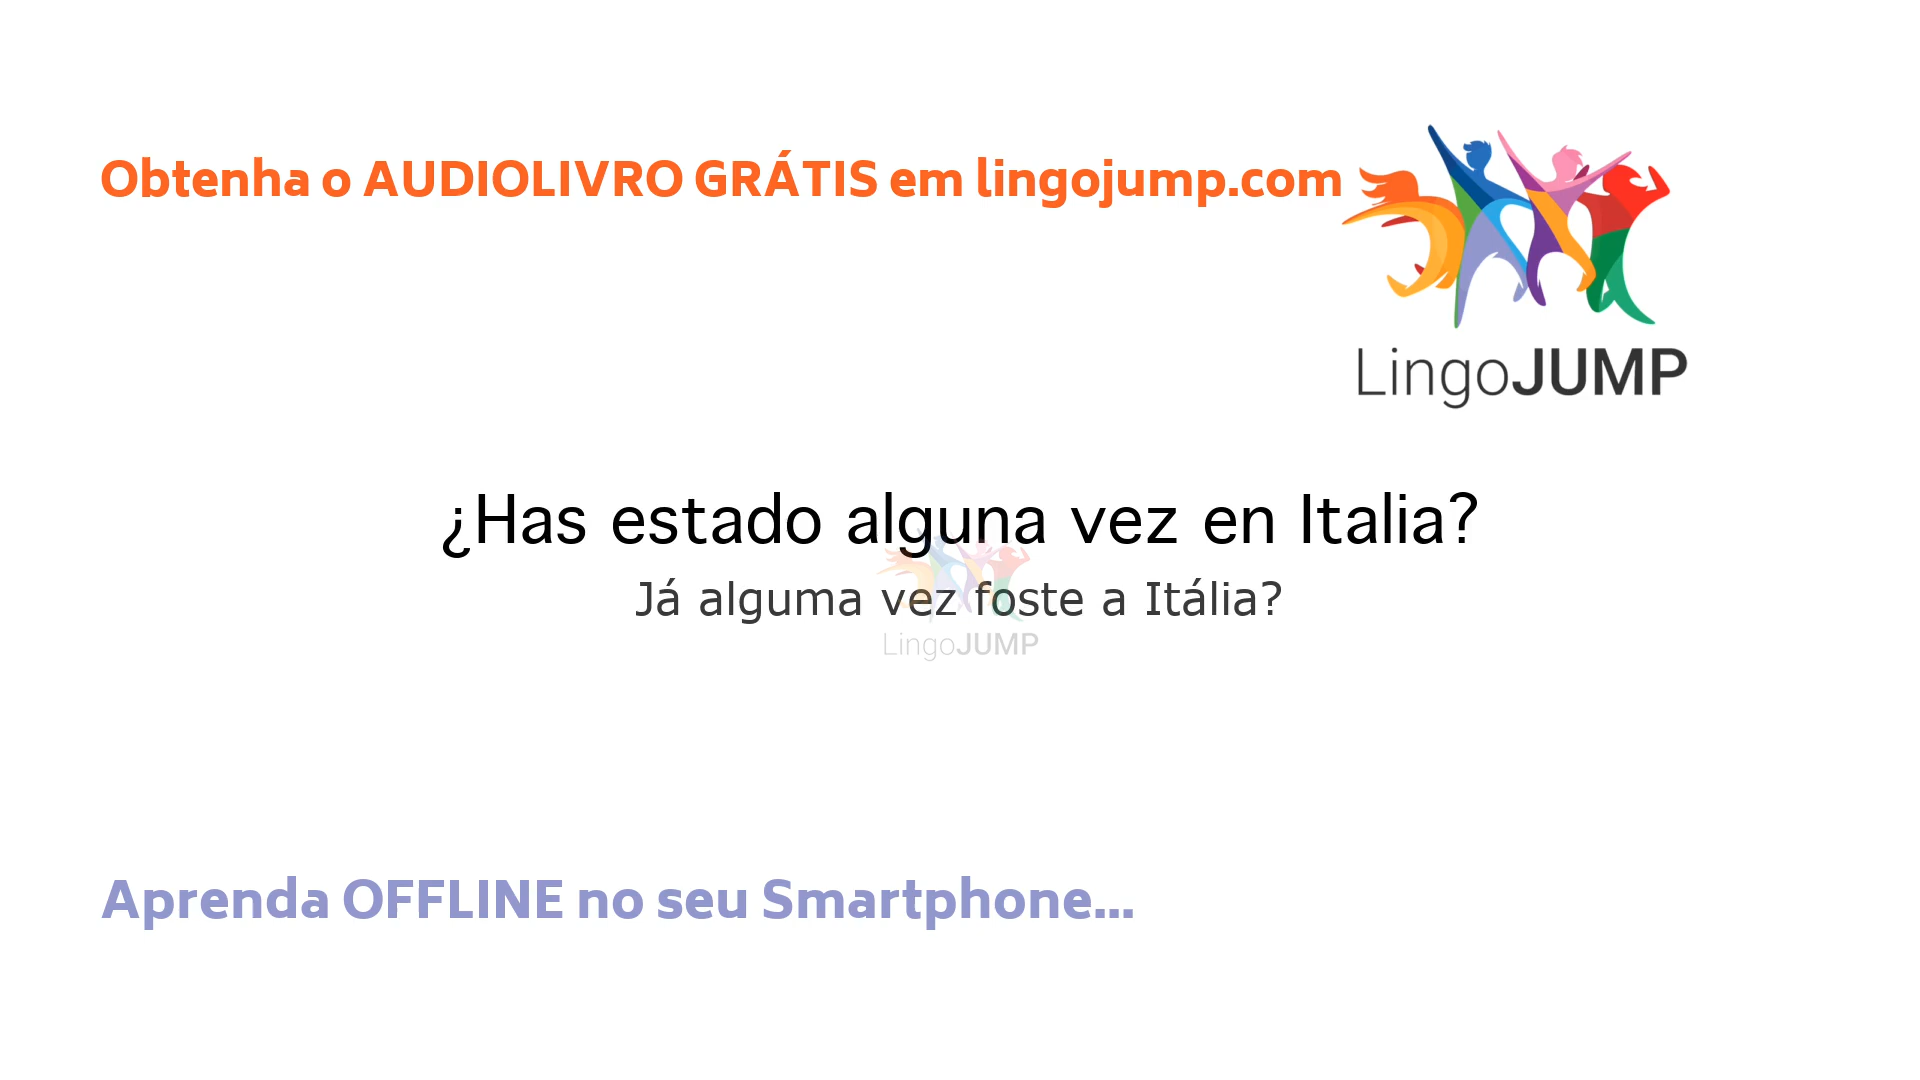 Obtenha o AUDIOLIVRO GRÁTIS em lingojump.com
LingoJUMP
¿Has estado alguna vez en Italia?
Já alguma vez foste a Itália?
LingoJUMP
Aprenda OFFLINE no seu Smartphone...